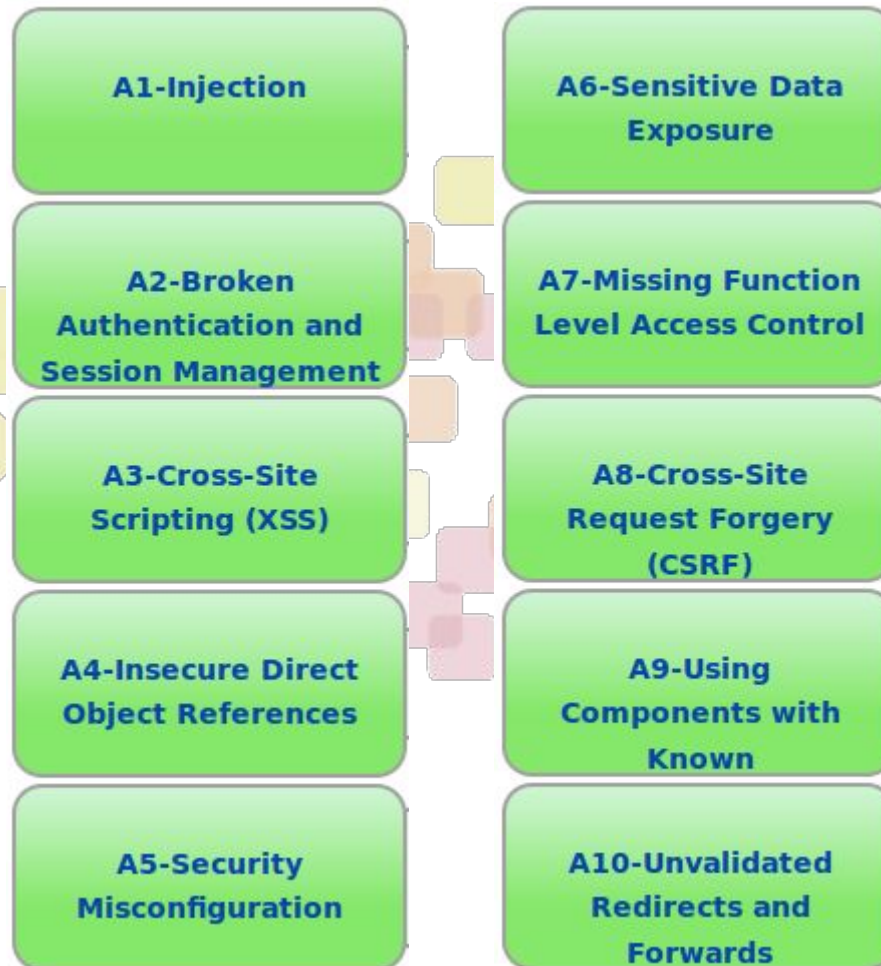 A1-Injection
A2-Broken
Authentication and
Session Management
A3-Cross-Site
Scripting (XSS)
A4-Insecure Direct
Object References
A5-Security
Misconfiguration
A6-Sensitive Data
Exposure
A7-Missing Function
Level Access Control
A8-Cross-Site
Request Forgery
(CSRF)
A9-Using
Components with
Known
A10-Unvalidated
Redirects and
Forwards